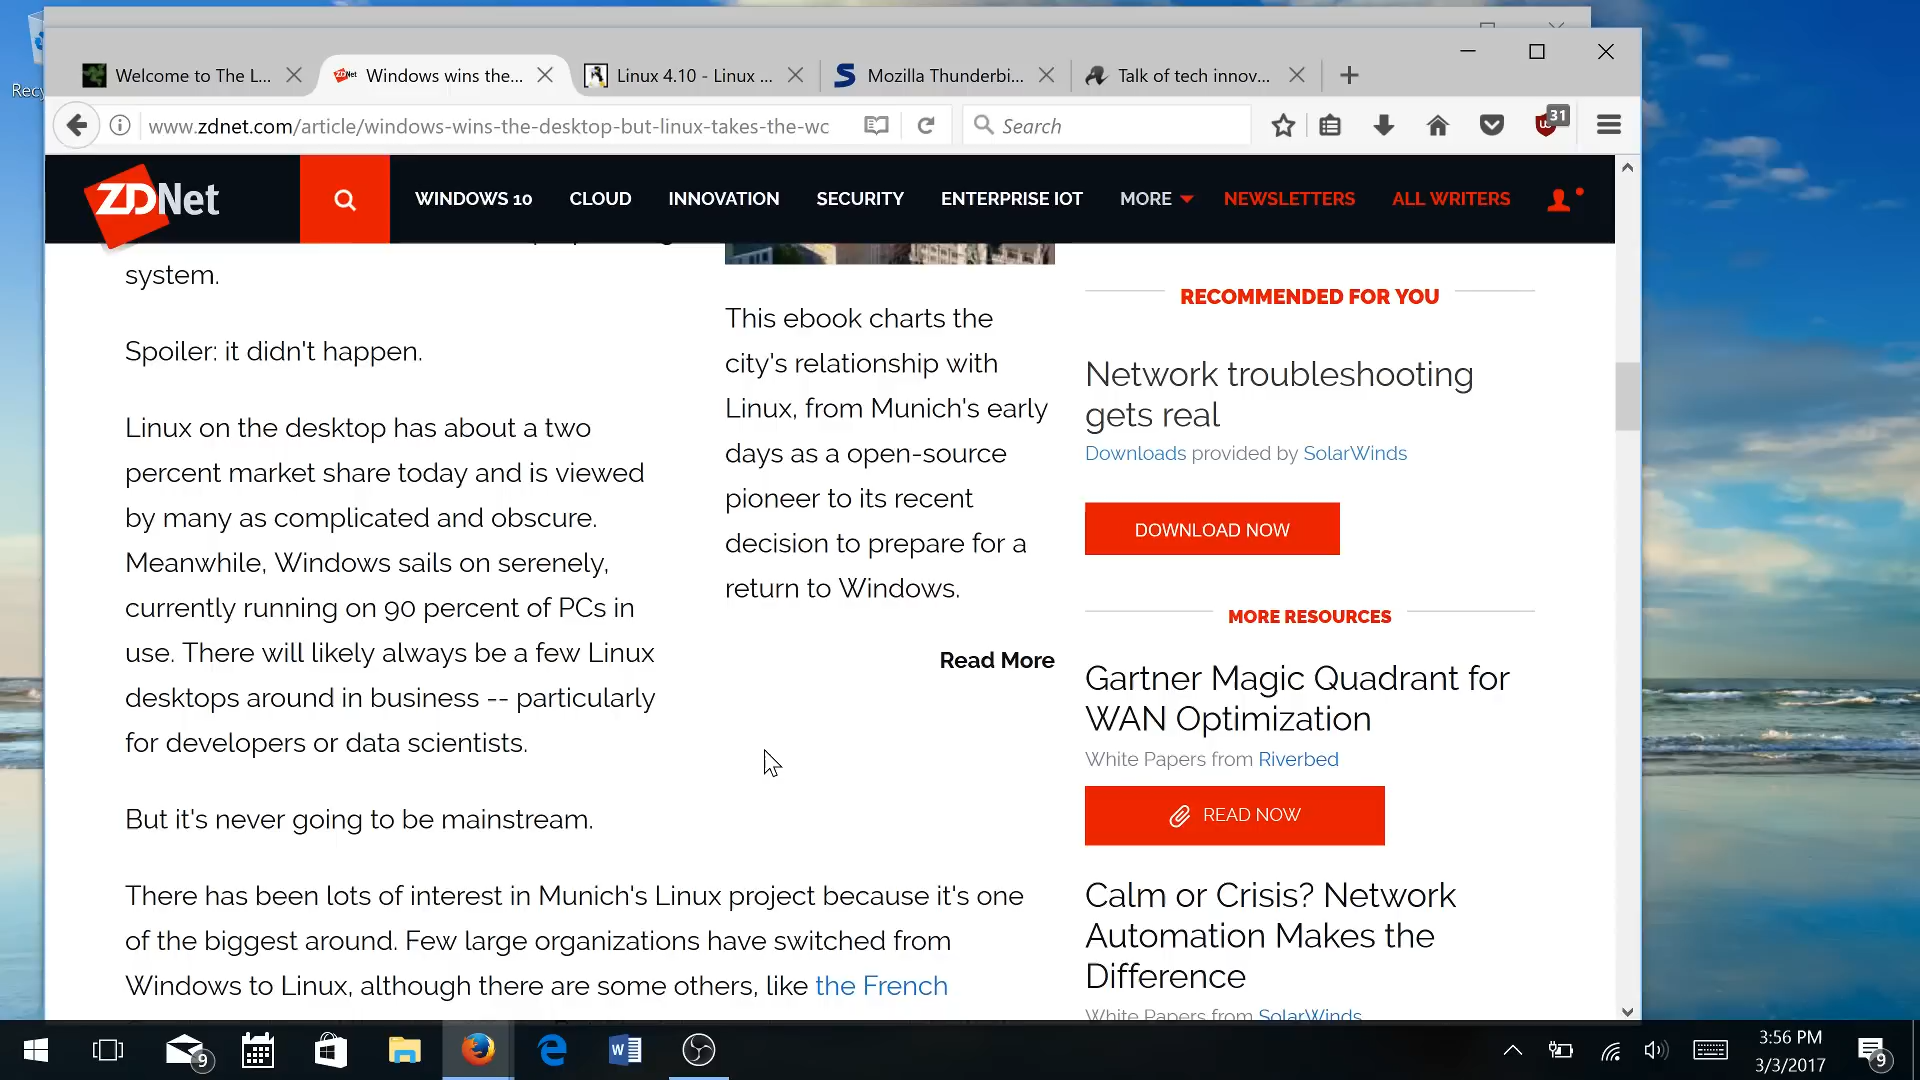 Recy
Welcome to The L...
Windows wins the...
Linux 4.10 - Linux ...
Mozilla Thunderbi...
Talk of tech innov...
www.zdnet.com/article/windows-wins-the-desktop-but-linux-takes-the-wc
Search
31
ZDNet
WINDOWS 10
CLOUD
INNOVATION
SECURITY
ENTERPRISE IOT
MORE
NEWSLETTERS
ALL WRITERS
system.
Spoiler: it didn't happen.
Linux on the desktop has about a two
percent market share today and is viewed
by many as complicated and obscure.
Meanwhile, Windows sails on serenely,
currently running on 90 percent of PCs in
use. There will likely always be a few Linux
desktops around in business -- particularly
for developers or data scientists.
But it's never going to be mainstream.
There has been lots of interest in Munich's Linux project because it's one
of the biggest around. Few large organizations have switched from
Windows to Linux, although there are some others, like the French
This ebook charts the
city's relationship with
Linux, from Munich's early
days as a open-source
pioneer to its recent
decision to prepare for a
return to Windows.
Read More
RECOMMENDED FOR YOU
Network troubleshooting
gets real
Downloads provided by SolarWinds
DOWNLOAD NOW
MORE RESOURCES
Gartner Magic Quadrant for
WAN Optimization
White Papers from Riverbed
READ NOW
Calm or Crisis? Network
Automation Makes the
Difference
White Papers from SolarWinds
9
3:56 PM
3/3/2017
9